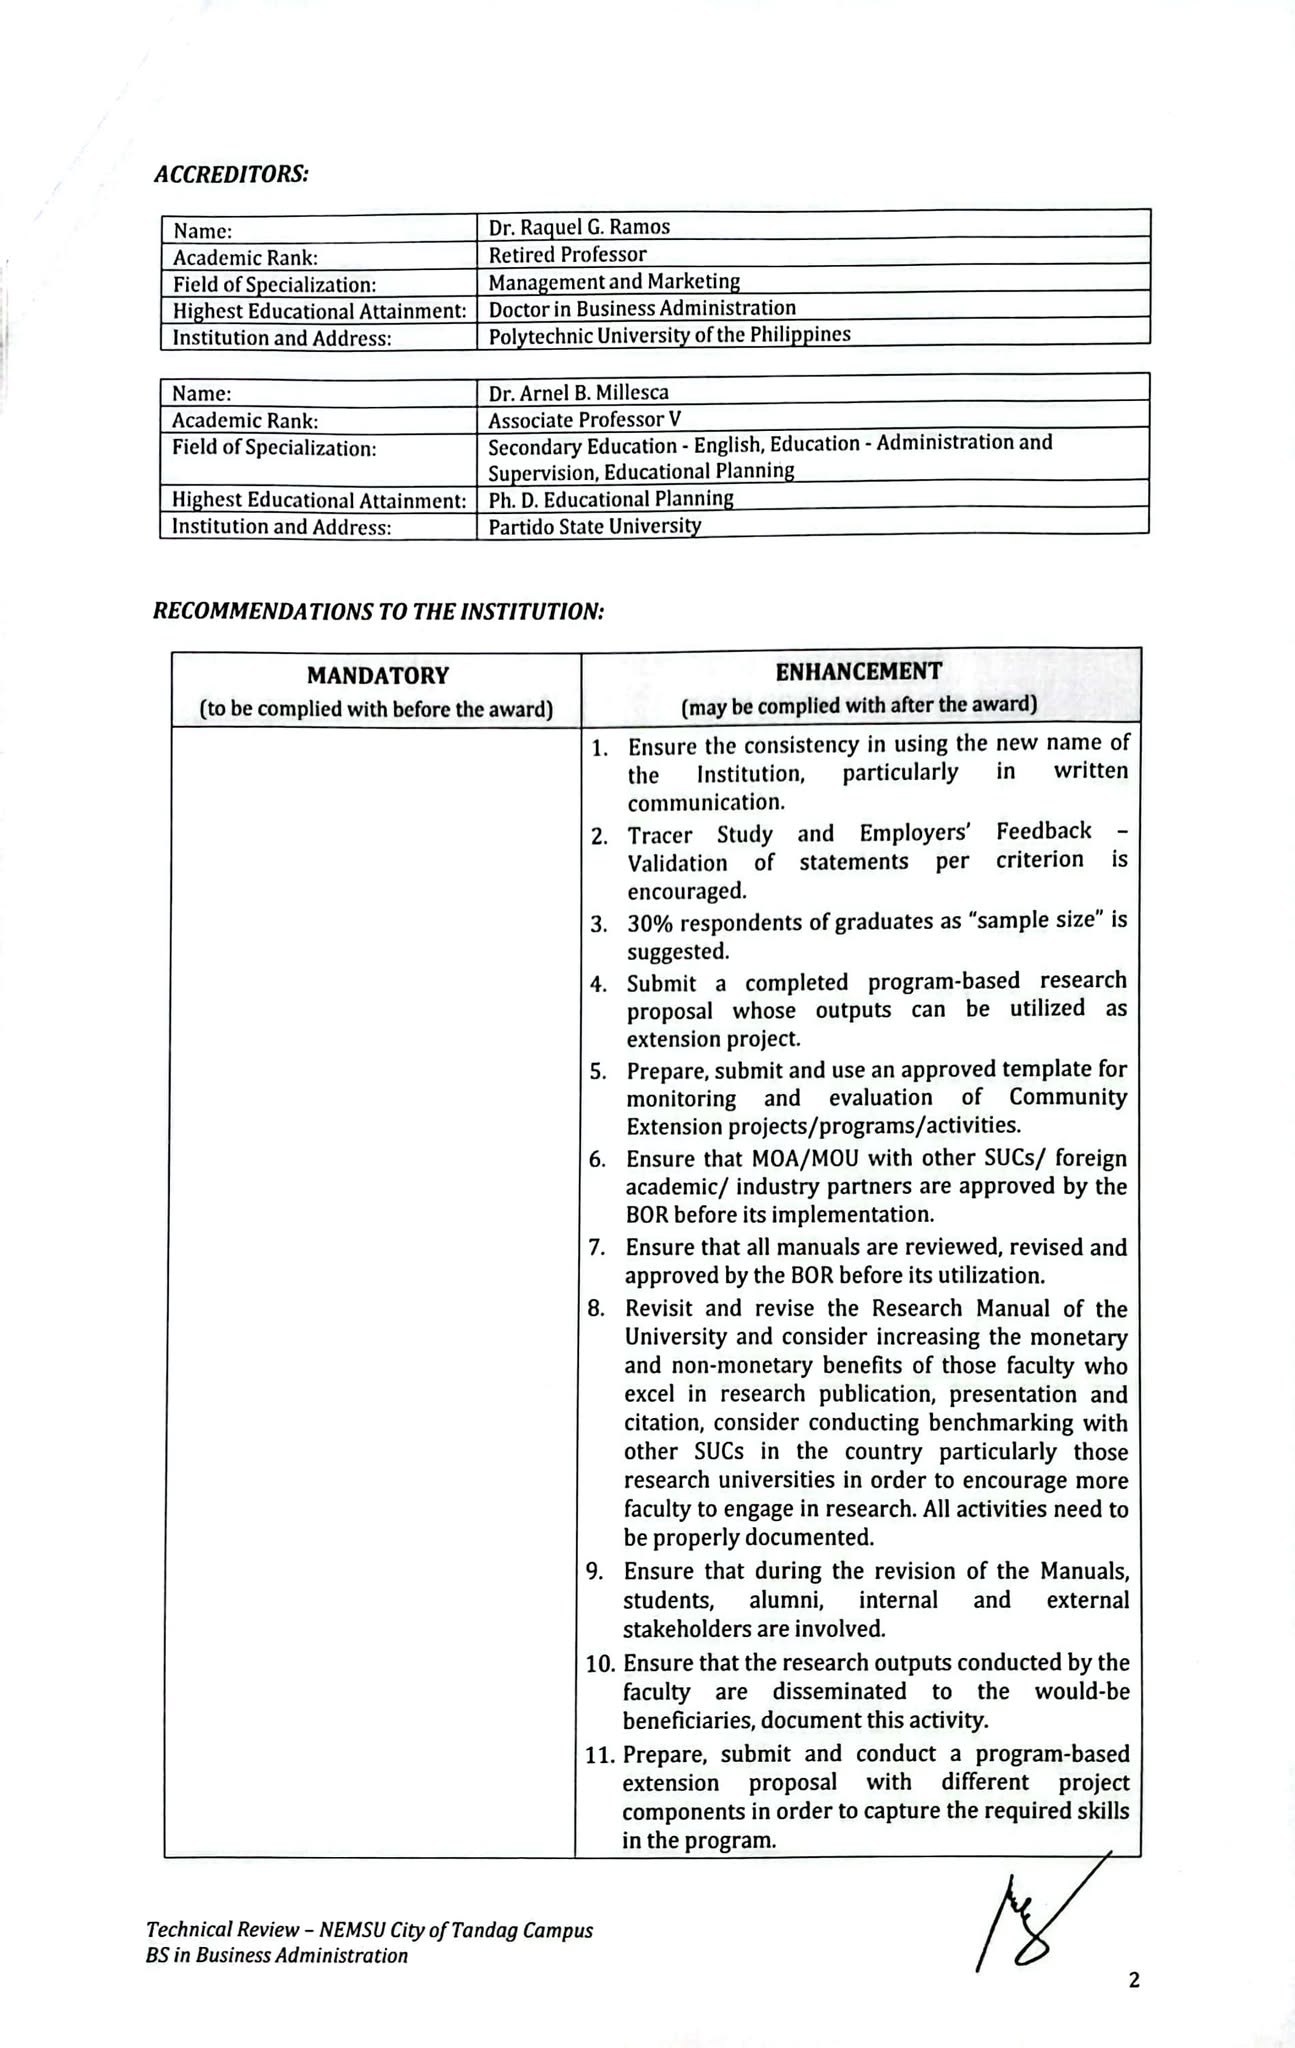 ACCREDITORS:
Name: Dr. Raquel G. Ramos
Academic Rank: Retired Professor
Field of Specialization: Management and Marketing
Highest Educational Attainment: Doctor in Business Administration
Institution and Address: Polytechnic University of the Philippines
Name: Dr. Arnel B. Millesca
Academic Rank: Associate Professor V
Field of Specialization: Secondary Education - English, Education - Administration and
Supervision, Educational Planning
Highest Educational Attainment: Ph. D. Educational Planning
Institution and Address: Partido State University
RECOMMENDATIONS TO THE INSTITUTION:
MANDATORY
(to be complied with before the award)
ENHANCEMENT
(may be complied with after the award)
1. Ensure the consistency in using the new name of
the Institution, particularly in written
communication.
2. Tracer Study and Employers' Feedback –
Validation of statements per criterion is
encouraged.
3. 30% respondents of graduates as "sample size" is
suggested.
4. Submit a completed program-based research
proposal whose outputs can be utilized as
extension project.
5. Prepare, submit and use an approved template for
monitoring and evaluation of Community
Extension projects/programs/activities.
6. Ensure that MOA/MOU with other SUCs/ foreign
academic/ industry partners are approved by the
BOR before its implementation.
7. Ensure that all manuals are reviewed, revised and
approved by the BOR before its utilization.
8. Revisit and revise the Research Manual of the
University and consider increasing the monetary
and non-monetary benefits of those faculty who
excel in research publication, presentation and
citation, consider conducting benchmarking with
other SUCs in the country particularly those
research universities in order to encourage more
faculty to engage in research. All activities need to
be properly documented.
9. Ensure that during the revision of the Manuals,
students, alumni, internal and external
stakeholders are involved.
10. Ensure that the research outputs conducted by the
faculty are disseminated to the would-be
beneficiaries, document this activity.
11. Prepare, submit and conduct a program-based
extension proposal with different project
components in order to capture the required skills
in the program.
Technical Review – NEMSU City of Tandag Campus
BS in Business Administration
2